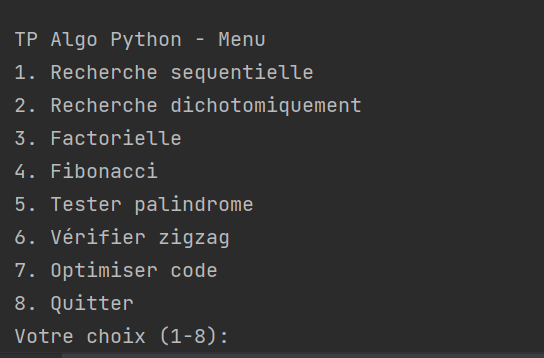 TP Algo Python - Menu
1. Recherche sequentielle
2. Recherche dichotomiquement
3. Factorielle
4. Fibonacci
5. Tester palindrome
6. Vérifier zigzag
7. Optimiser code
8. Quitter
Votre choix (1-8):